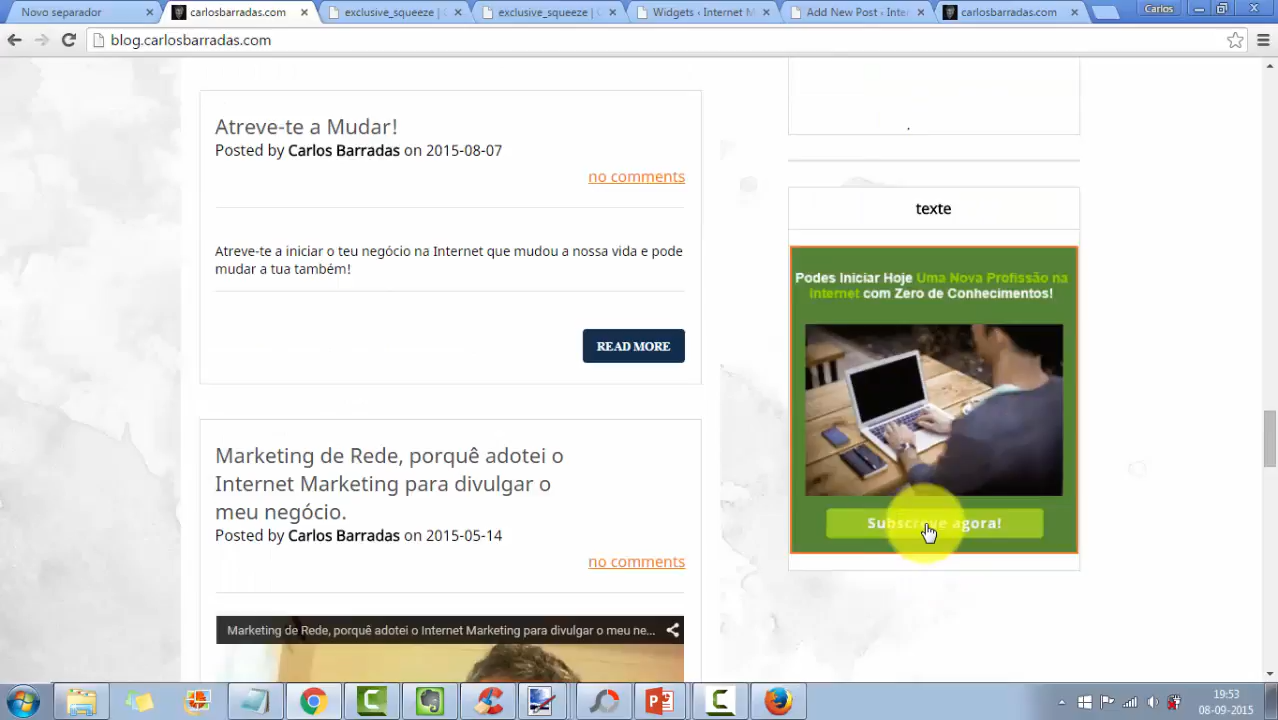 Novo separador
carlosbarradas.com
exclusive_squeeze | C
exclusive_squeeze | C
Widgets ‹ Internet M
Add New Post ‹ Inte
carlosbarradas.com
Carlos
blog.carlosbarradas.com
Atreve-te a Mudar!
Posted by Carlos Barradas on 2015-08-07
no comments
Atreve-te a iniciar o teu negócio na Internet que mudou a nossa vida e pode
mudar a tua também!
READ MORE
Marketing de Rede, porquê adotei o
Internet Marketing para divulgar o
meu negócio.
Posted by Carlos Barradas on 2015-05-14
no comments
Marketing de Rede, porquê adotei o Internet Marketing para divulgar o meu ne...
.
texte
Podes Iniciar Hoje Uma Nova Profissão na
Internet com Zero de Conhecimentos!
Subscreve agora!
19:53
08-09-2015